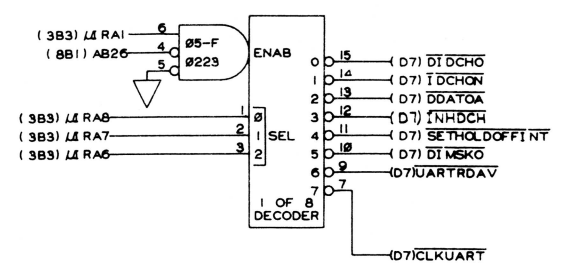 (3B3) µI RA1 6
(8B1) AB26 4
5
Ø5-F
Ø223
ENAB
(3B3) µI RA8 1 Ø
(3B3) µI RA7 2 1 SEL
(3B3) µI RA6 3 2
0 15 (D7) DIDCHO
1 14 (D7) IDCHON
2 13 (D7) DDATOA
3 12 (D7) INHDCH
4 11 (D7) SETHOLDOFFINT
5 10 (D7) DIMSKO
6 9 (D7) UARTRDAV
7 7
1 OF 8
DECODER
(D7) CLKUART